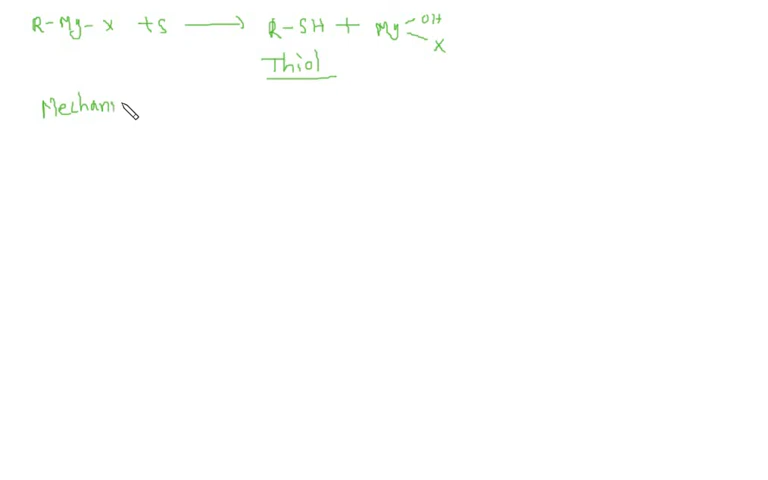 R-Mg-X +S ⟶ R-SH + Mg OH X
Thiol
Mechani